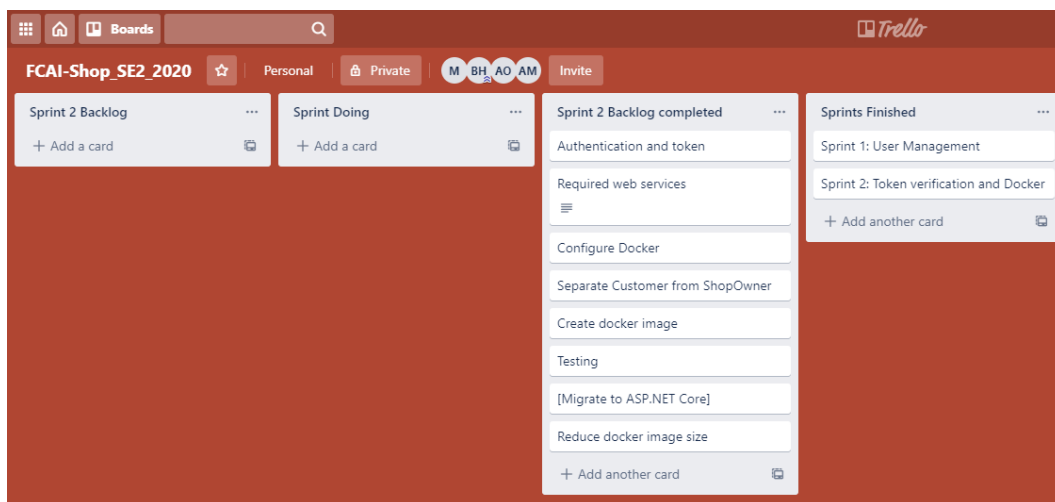 Boards
Trello
FCAI-Shop_SE2_2020
Personal
Private
M BH AO AM
Invite
Sprint 2 Backlog
+ Add a card
Sprint Doing
+ Add a card
Sprint 2 Backlog completed
Authentication and token
Required web services
Configure Docker
Separate Customer from ShopOwner
Create docker image
Testing
[Migrate to ASP.NET Core]
Reduce docker image size
+ Add another card
Sprints Finished
Sprint 1: User Management
Sprint 2: Token verification and Docker
+ Add another card